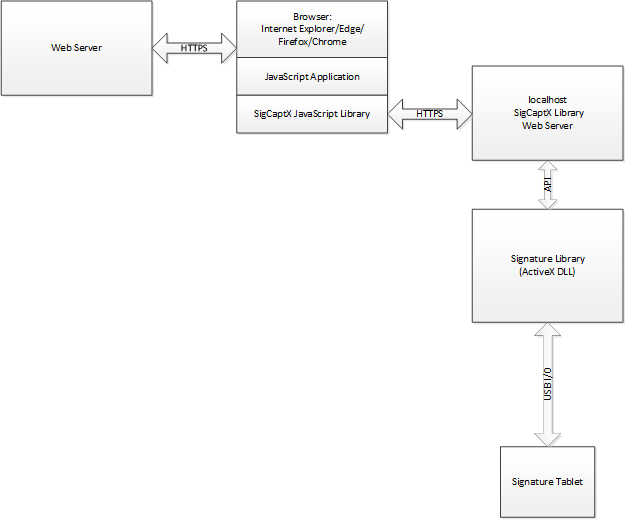 Web Server
HTTPS
Browser:
Internet Explorer/Edge/
Firefox/Chrome
JavaScript Application
SigCaptX JavaScript Library
HTTPS
localhost
SigCaptX Library
Web Server
API
Signature Library
(ActiveX DLL)
USB I/O
Signature Tablet